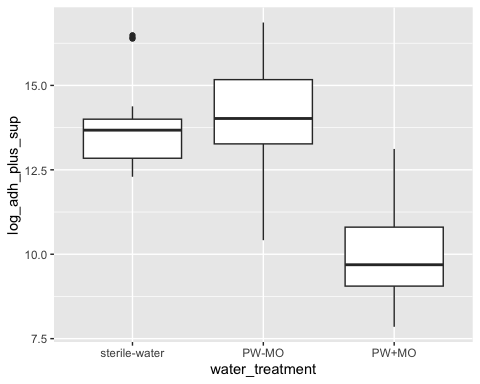 log_adh_plus_sup
15.0
12.5
10.0
7.5
sterile-water PW-MO PW+MO
water_treatment